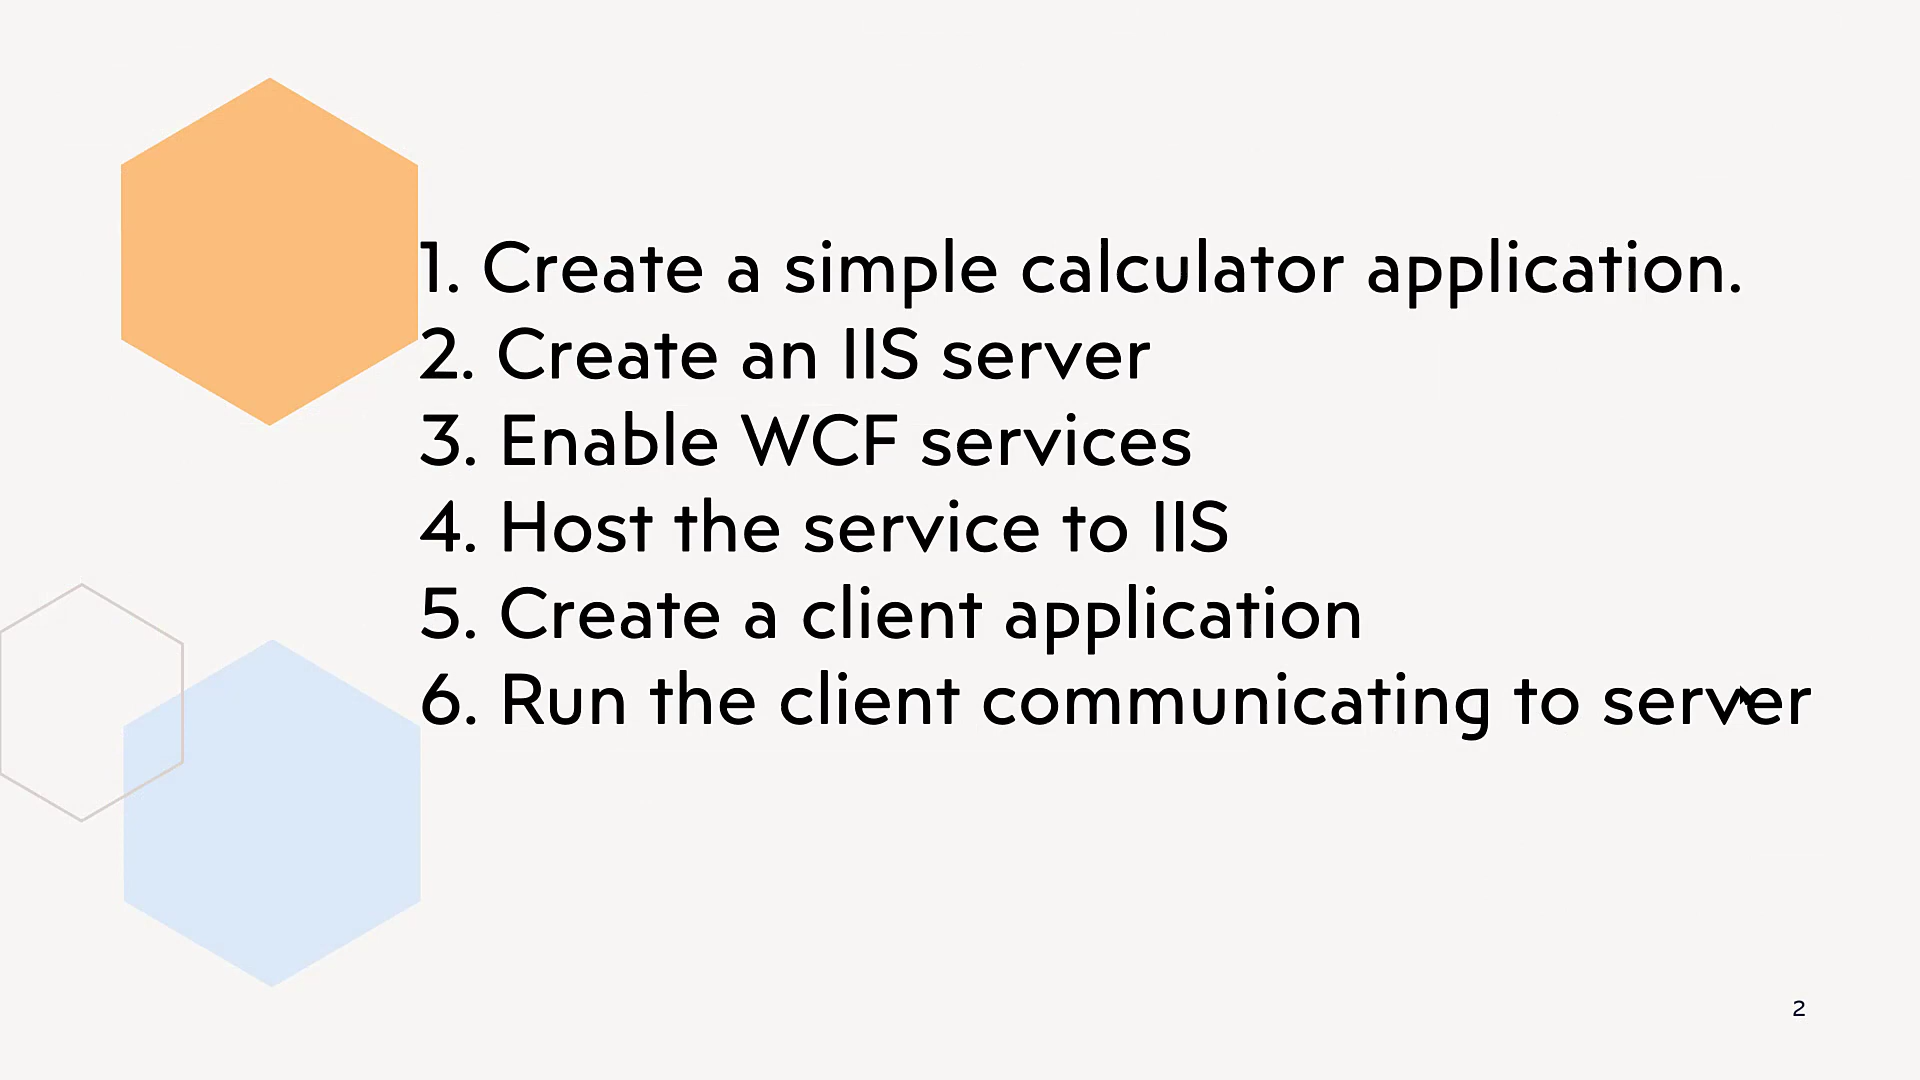 1. Create a simple calculator application.
2. Create an IIS server
3. Enable WCF services
4. Host the service to IIS
5. Create a client application
6. Run the client communicating to server
2